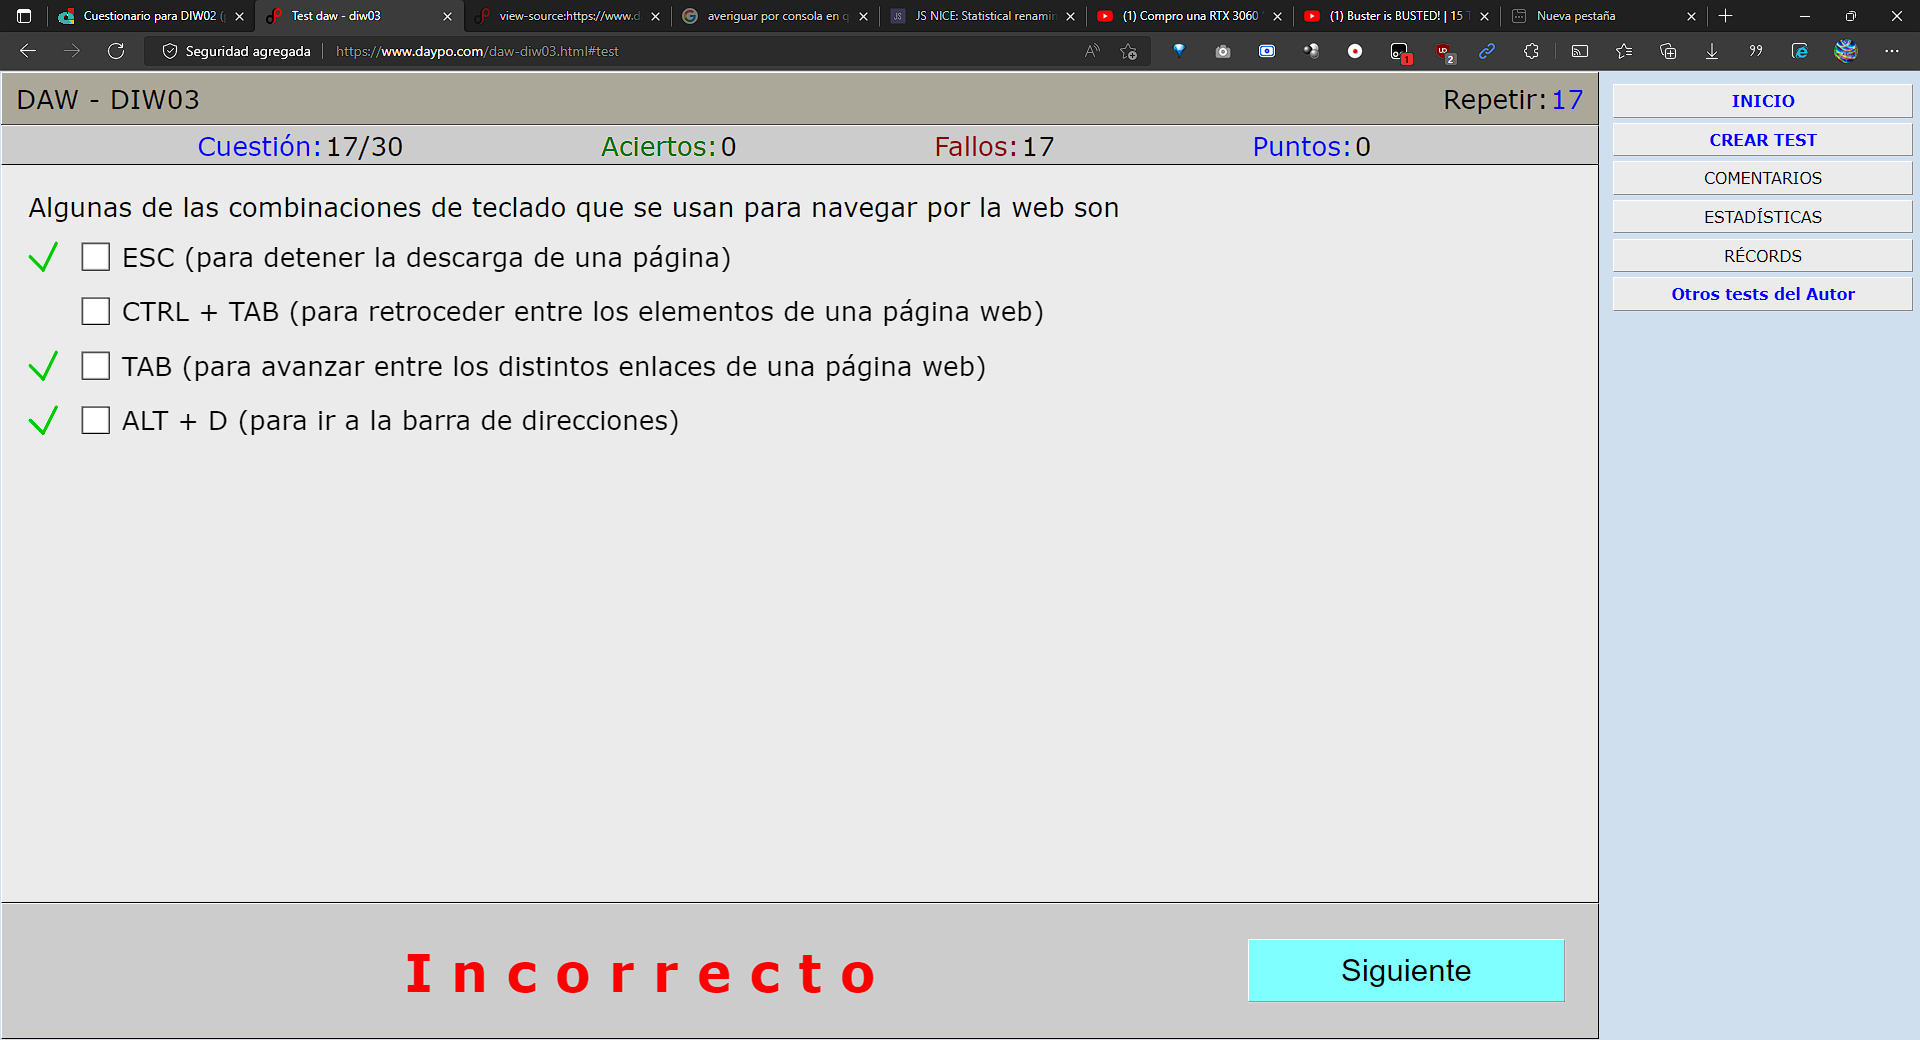 Cuestionario para DIW02
Test daw - diw03
view-source:https://www.d
averiguar por consola en q
JS NICE: Statistical renamin
(1) Compro una RTX 3060
(1) Buster is BUSTED! | 15
Nueva pestaña
Seguridad agregada
https://www.daypo.com/daw-diw03.html#test
1
2
DAW - DIW03
Repetir:17
Cuestión:17/30
Aciertos:0
Fallos:17
Puntos:0
Algunas de las combinaciones de teclado que se usan para navegar por la web son
ESC (para detener la descarga de una página)
CTRL + TAB (para retroceder entre los elementos de una página web)
TAB (para avanzar entre los distintos enlaces de una página web)
ALT + D (para ir a la barra de direcciones)
Incorrecto
Siguiente
INICIO
CREAR TEST
COMENTARIOS
ESTADÍSTICAS
RÉCORDS
Otros tests del Autor